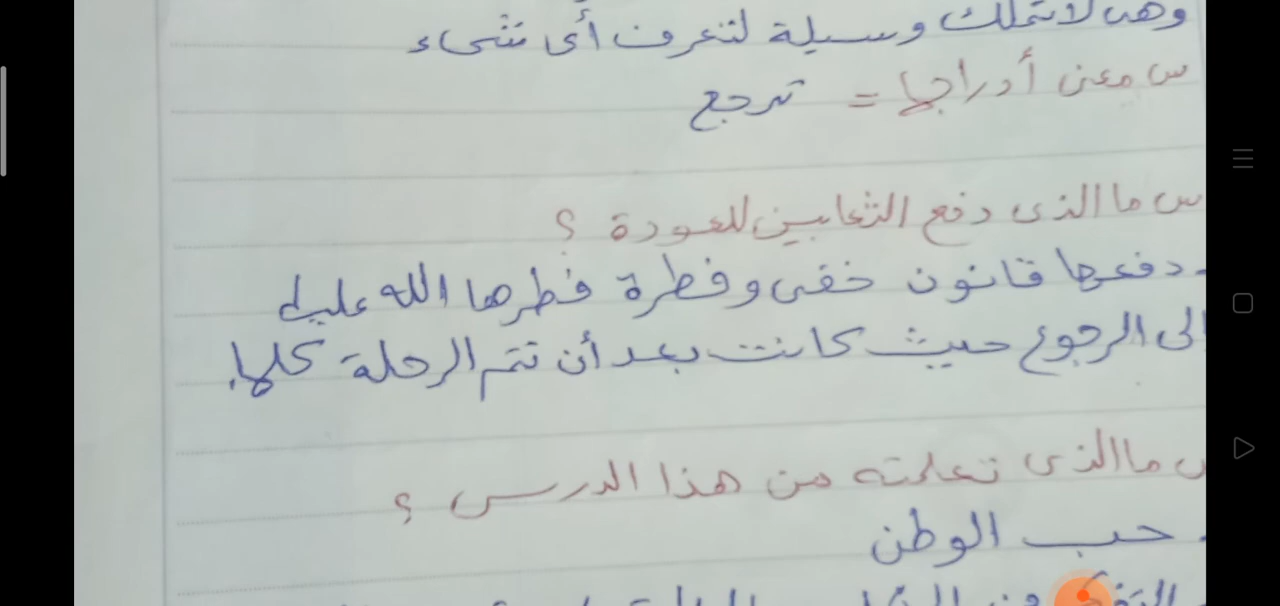 وهى لا تملك وسيلة لتعرف أى شىء
س معنى أدراجها = ترجع
س ما الذى دفع الثعابين للعودة ؟
- دفعها قانون خفى وفطرة فطرها الله عليها
إلى الرجوع حيث كانت بعد أن تتم الرحلة كلها.
س ما الذى تعلمته من هذا الدرس ؟
- حب الوطن